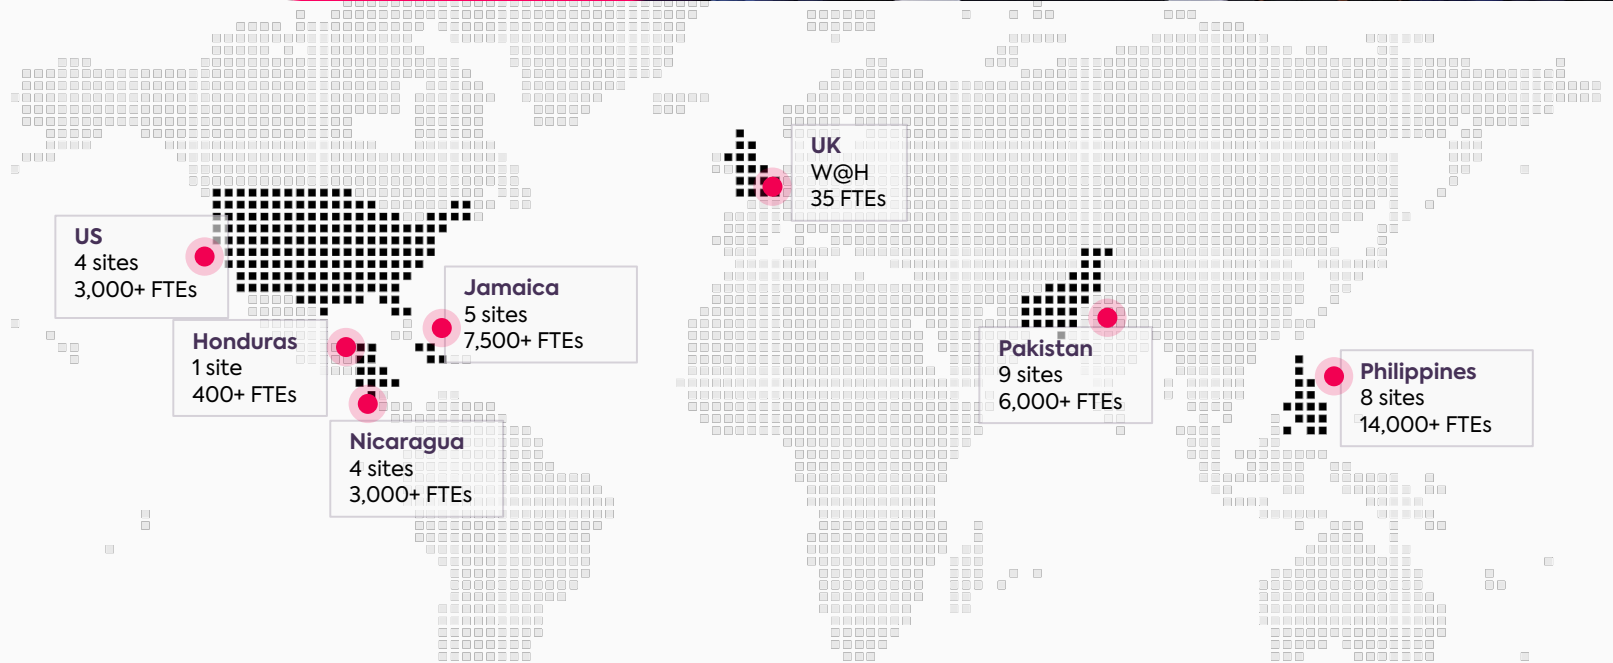 UK
W@H
35 FTEs
US
4 sites
3,000+ FTEs
Jamaica
5 sites
7,500+ FTEs
Honduras
1 site
400+ FTEs
Pakistan
9 sites
6,000+ FTEs
Philippines
8 sites
14,000+ FTEs
Nicaragua
4 sites
3,000+ FTEs